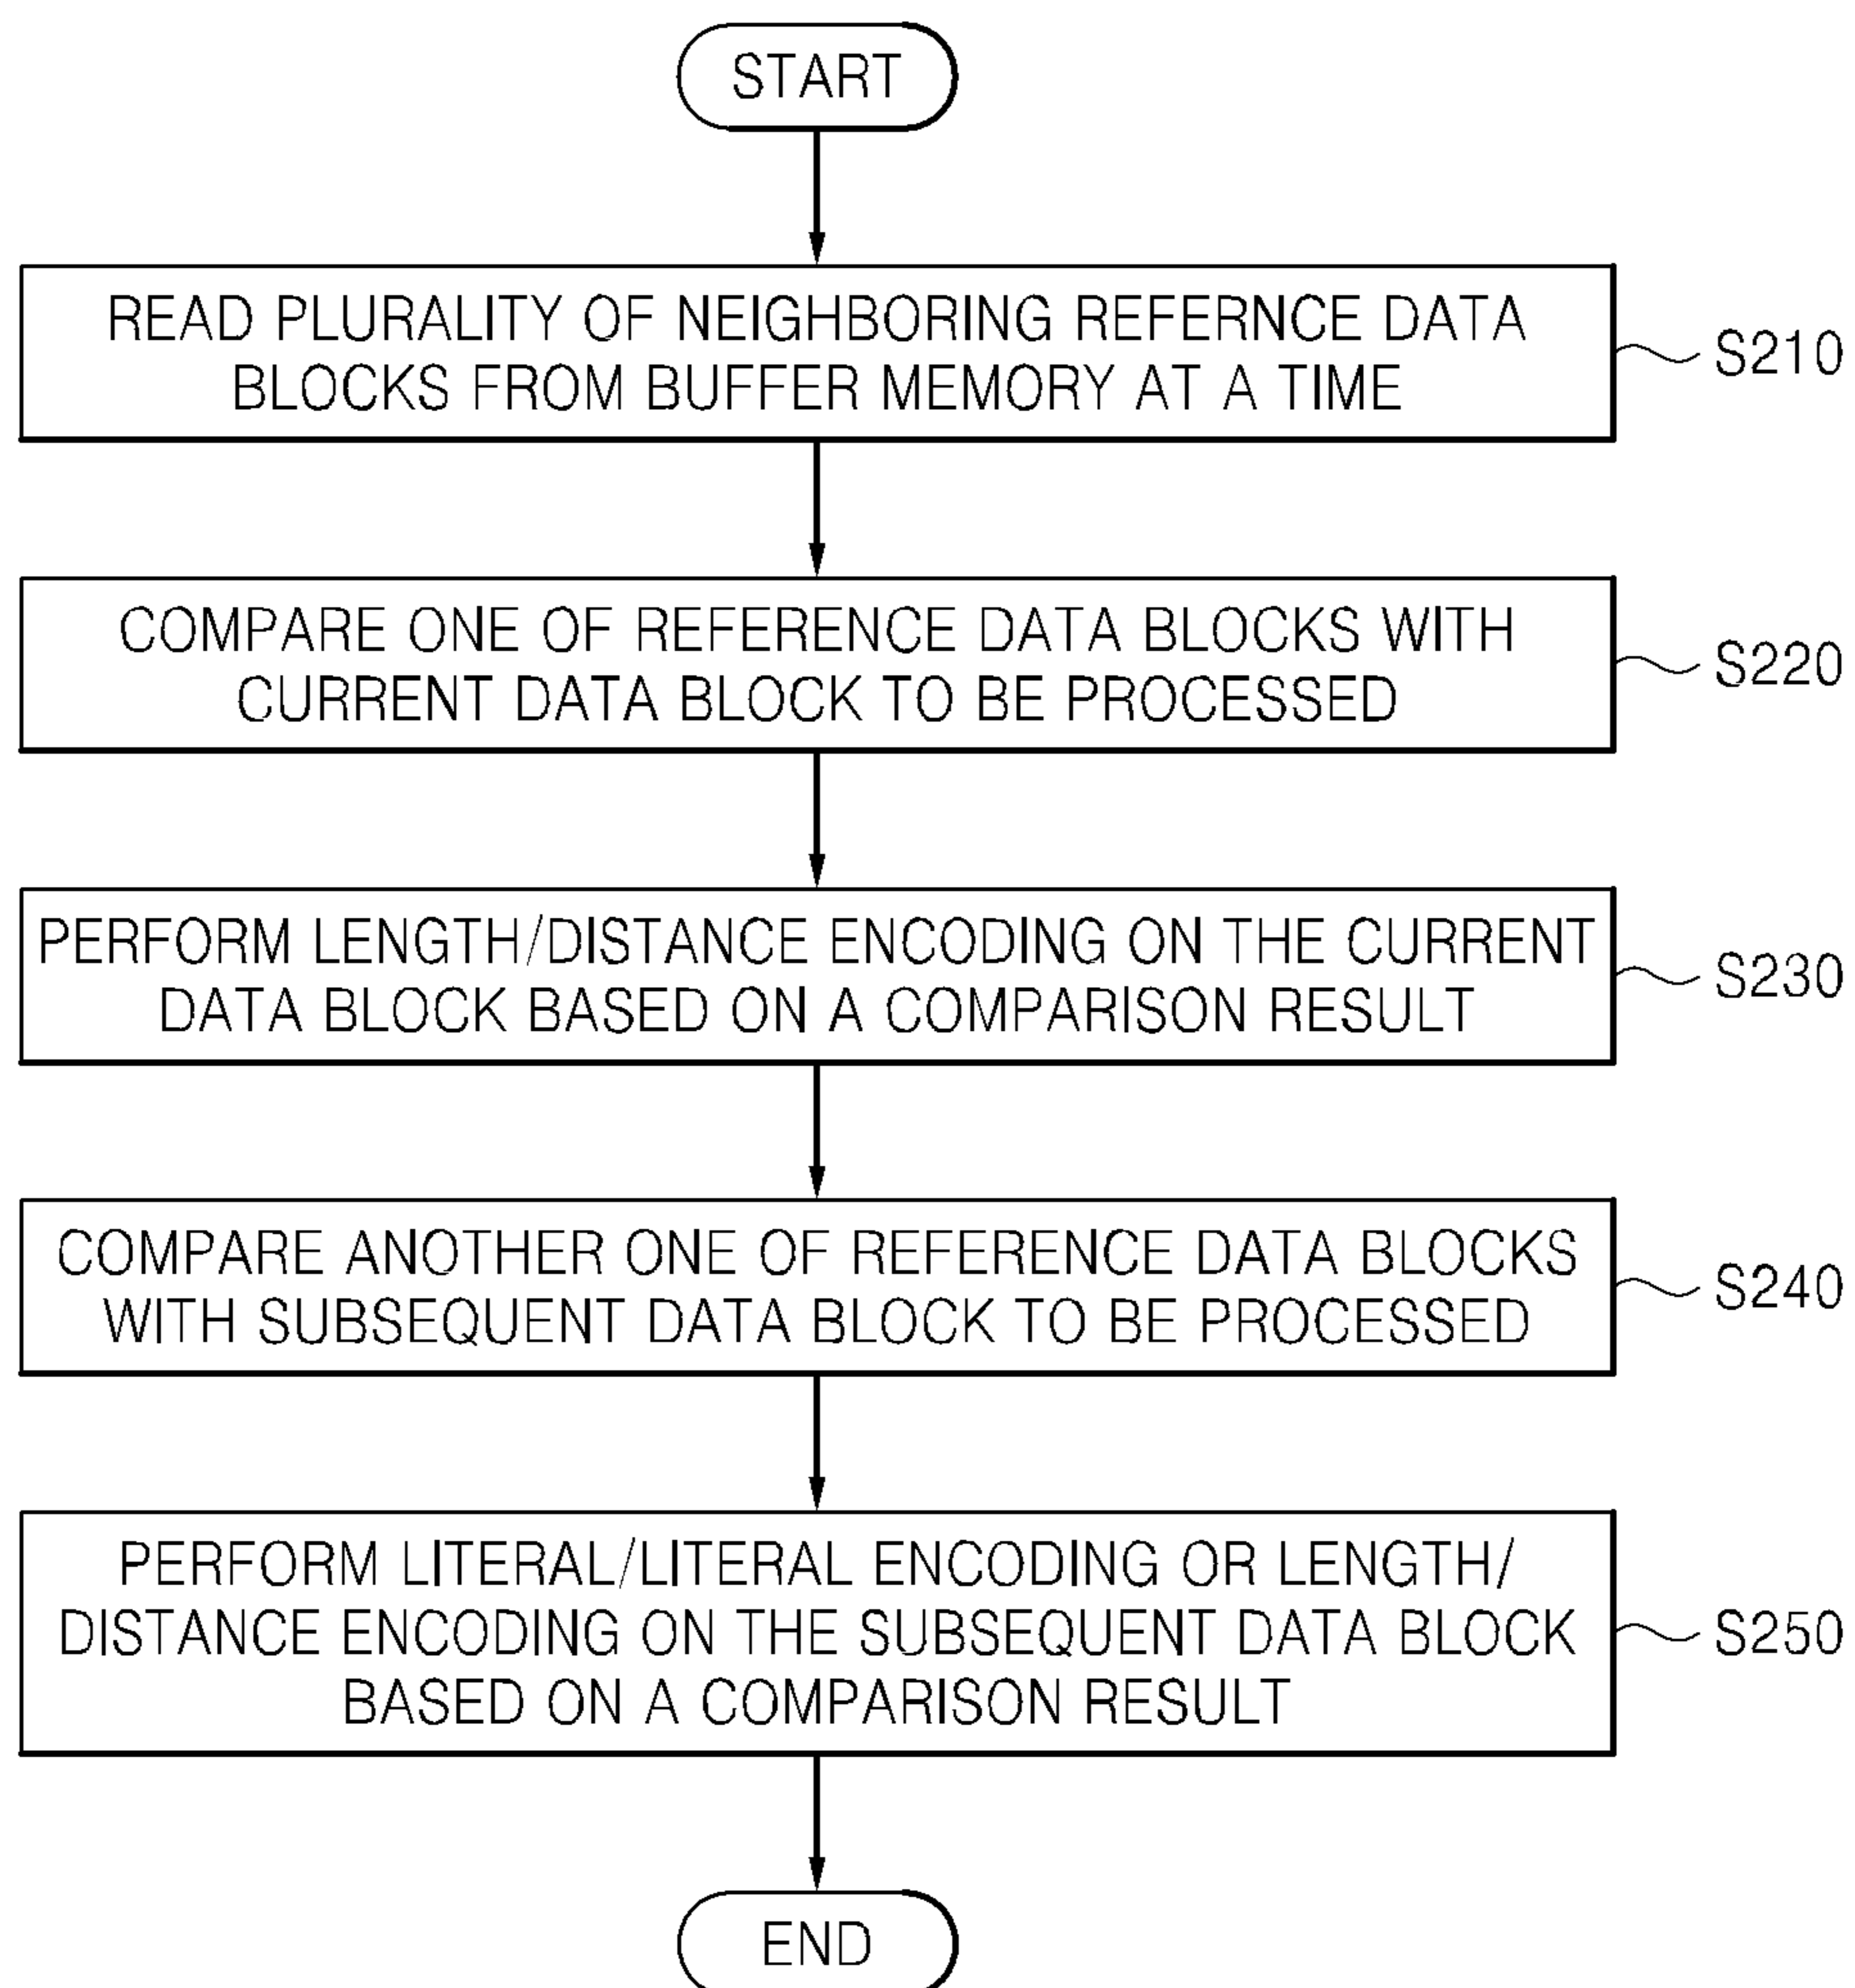 START
READ PLURALITY OF NEIGHBORING REFERNCE DATA
BLOCKS FROM BUFFER MEMORY AT A TIME
S210
COMPARE ONE OF REFERENCE DATA BLOCKS WITH
CURRENT DATA BLOCK TO BE PROCESSED
S220
PERFORM LENGTH/DISTANCE ENCODING ON THE CURRENT
DATA BLOCK BASED ON A COMPARISON RESULT
S230
COMPARE ANOTHER ONE OF REFERENCE DATA BLOCKS
WITH SUBSEQUENT DATA BLOCK TO BE PROCESSED
S240
PERFORM LITERAL/LITERAL ENCODING OR LENGTH/
DISTANCE ENCODING ON THE SUBSEQUENT DATA BLOCK
BASED ON A COMPARISON RESULT
S250
END